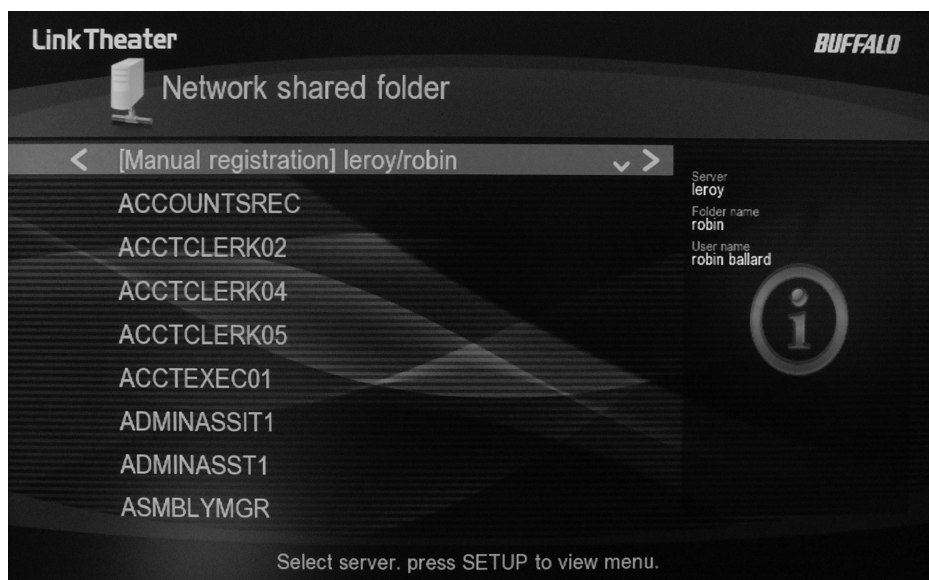 LinkTheater
BUFFALO
Network shared folder
[Manual registration] leroy/robin
ACCOUNTSREC
ACCTCLERK02
ACCTCLERK04
ACCTCLERK05
ACCTEXEC01
ADMINASSIT1
ADMINASST1
ASMBLYMGR
Server
leroy
Folder name
robin
User name
robin ballard
Select server. press SETUP to view menu.